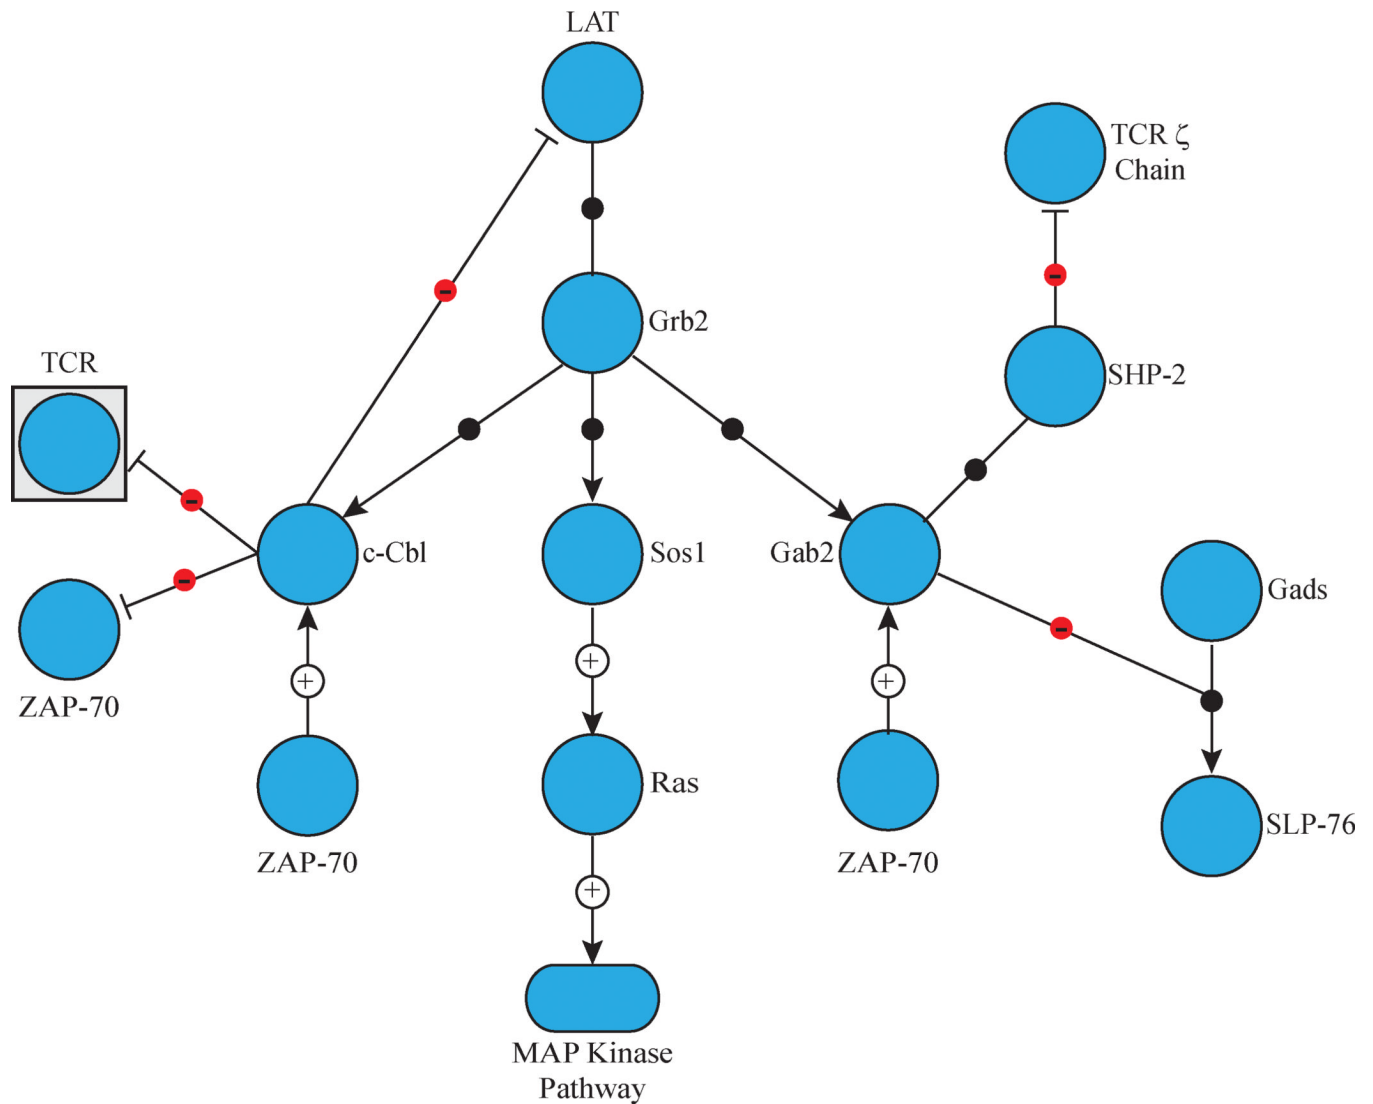 LAT
TCR ζ
Chain
Grb2
TCR
SHP-2
c-Cbl
Sos1
Gab2
Gads
ZAP-70
Ras
ZAP-70
ZAP-70
SLP-76
MAP Kinase
Pathway
-
-
-
-
-
+
+
+
+